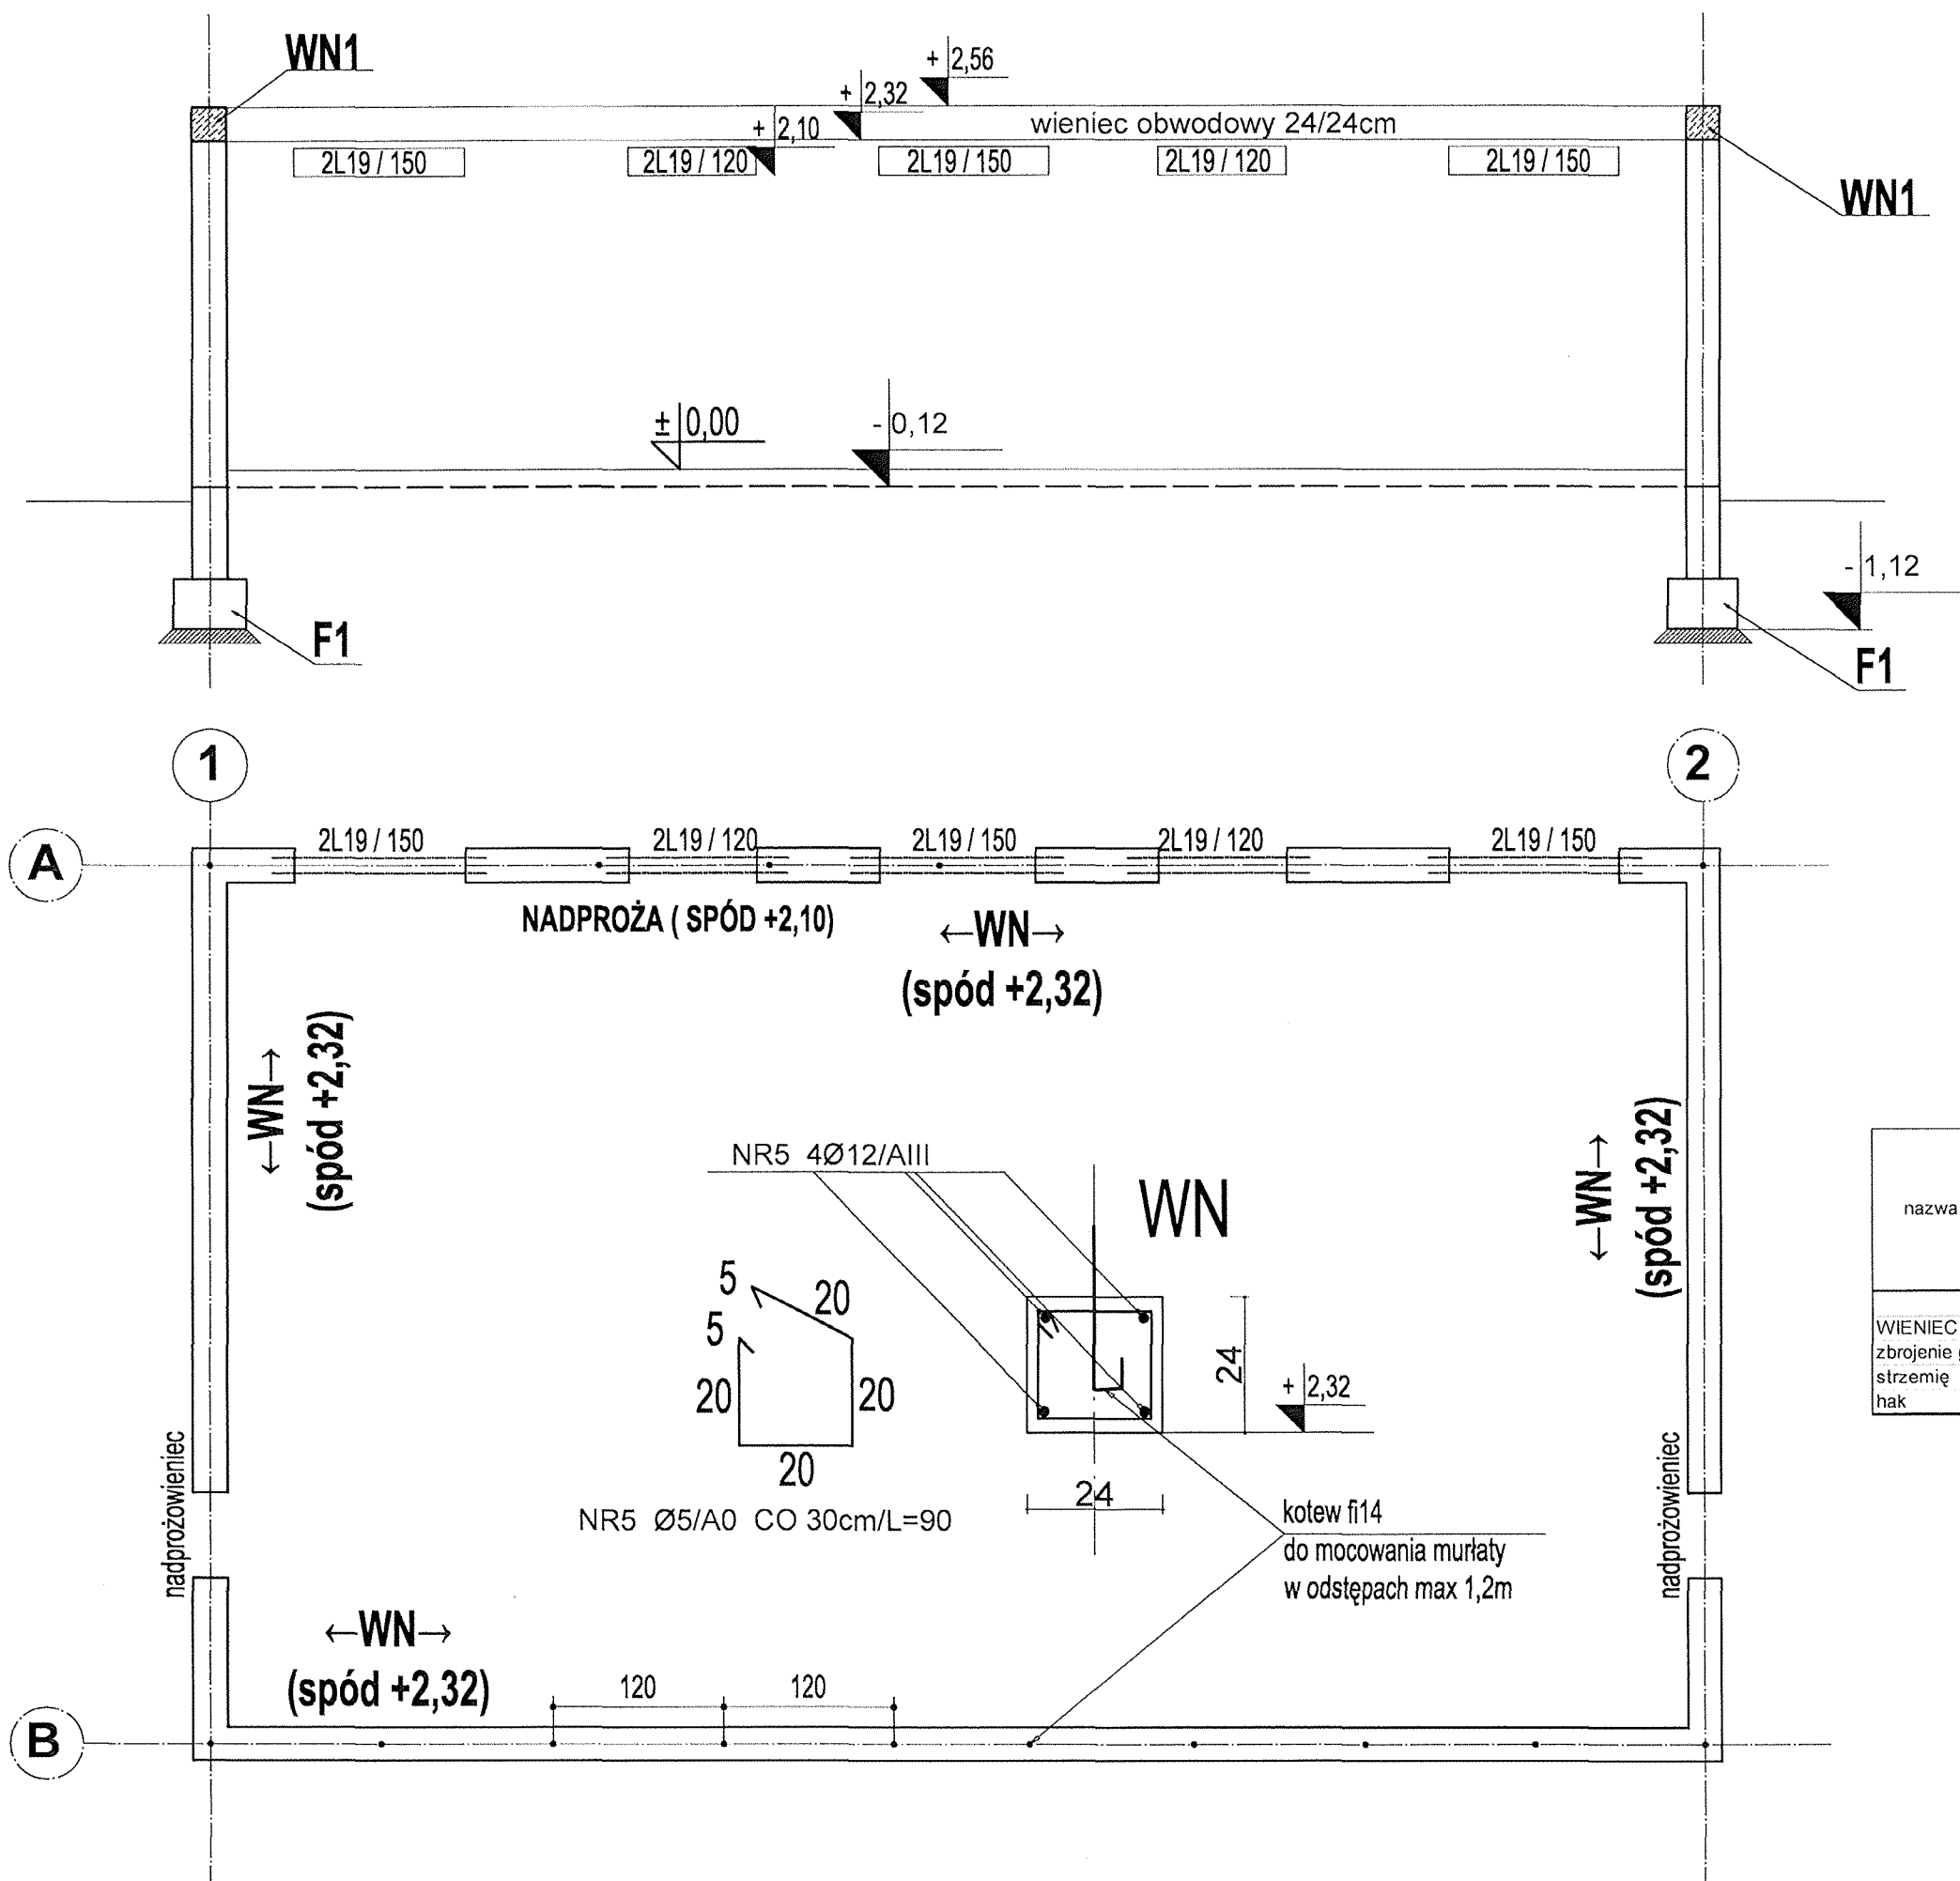 WN1
+ 2,56
+ 2,32
+ 2,10
wieniec obwodowy 24/24cm
2L19 / 150
2L19 / 120
2L19 / 150
2L19 / 120
2L19 / 150
WN1
± 0,00
- 0,12
- 1,12
F1
F1
1
2
A
2L19 / 150
2L19 / 120
2L19 / 150
2L19 / 120
2L19 / 150
NADPROŻA ( SPÓD +2,10)
←WN→
(spód +2,32)
←WN→
(spód +2,32)
←WN→
(spód +2,32)
NR5 4Ø12/AIII
WN
5
20
5
20
20
20
24
+ 2,32
24
NR5 Ø5/A0 CO 30cm/L=90
kotew fi14
do mocowania murłaty
w odstępach max 1,2m
nadprożowieniec
nadprożowieniec
nazwa
WIENIEC
zbrojenie
strzemię
hak
←WN→
(spód +2,32)
120
120
B